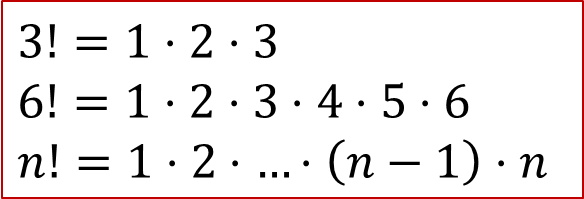 3! = 1 · 2 · 3
6! = 1 · 2 · 3 · 4 · 5 · 6
n! = 1 · 2 · … · (n − 1) · n